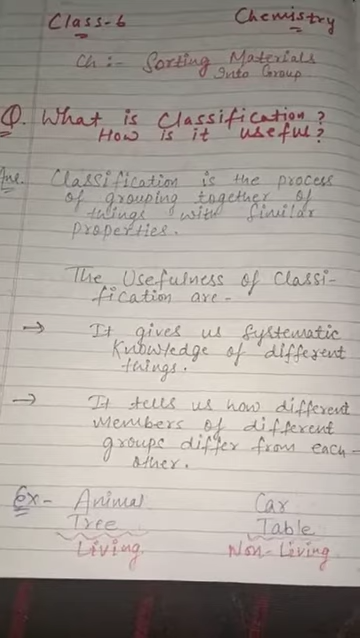 Class-6 Chemistry
Ch :- Sorting Materials
Into Group.
Q. What is Classification?
How is it useful?
Ans. Classification is the process
of grouping together of
things with similar
properties.
The Usefulness of Classi-
fication are -
→ It gives us systematic
Knowledge of different
things.
→ It tells us how different
members of different
groups differ from each-
other.
Ex- Animal Car
Tree Table
Living Non-Living